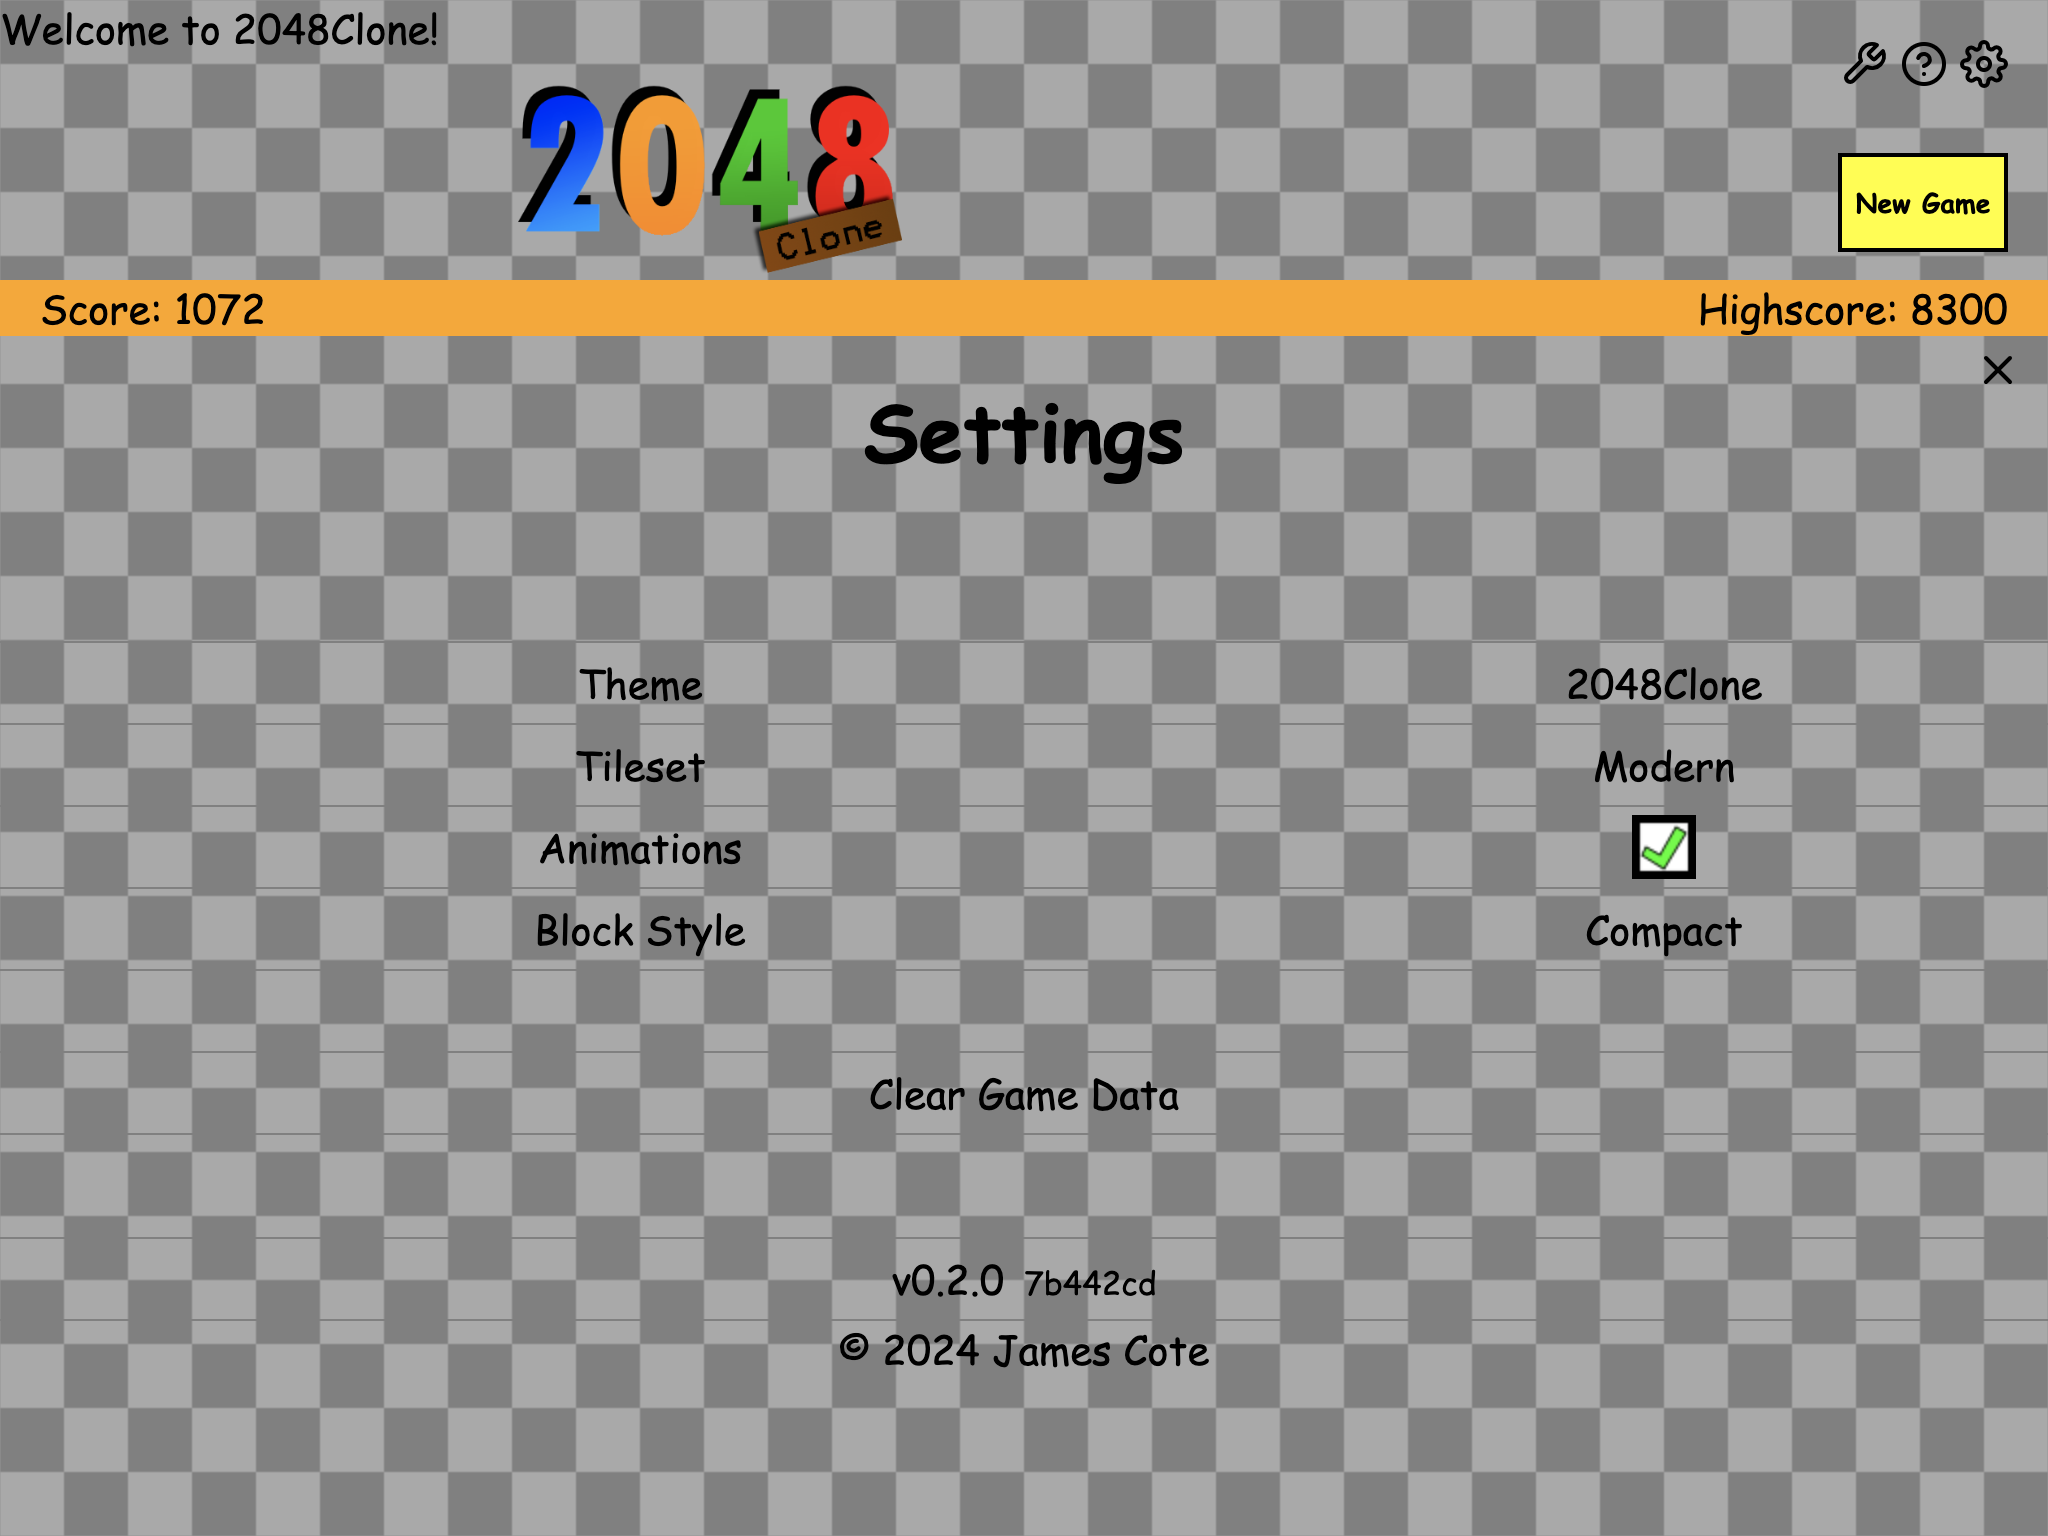 Welcome to 2048Clone!
2048
Clone
New Game
Score: 1072 Highscore: 8300
Settings
Theme 2048Clone
Tileset Modern
Animations
Block Style Compact
Clear Game Data
v0.2.0 7b442cd
© 2024 James Cote